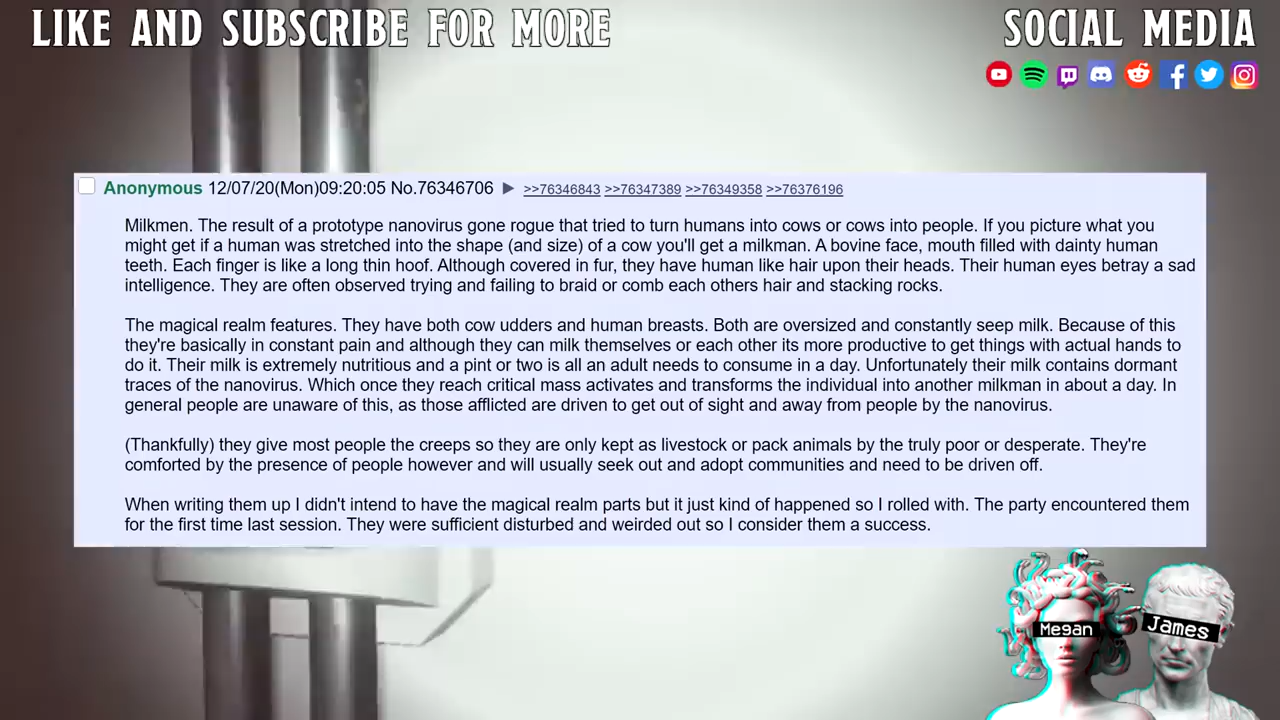 LIKE AND SUBSCRIBE FOR MORE
SOCIAL MEDIA
Anonymous 12/07/20(Mon)09:20:05 No.76346706 ▶ >>76346843 >>76347389 >>76349358 >>76376196
Milkmen. The result of a prototype nanovirus gone rogue that tried to turn humans into cows or cows into people. If you picture what you
might get if a human was stretched into the shape (and size) of a cow you'll get a milkman. A bovine face, mouth filled with dainty human
teeth. Each finger is like a long thin hoof. Although covered in fur, they have human like hair upon their heads. Their human eyes betray a sad
intelligence. They are often observed trying and failing to braid or comb each others hair and stacking rocks.
The magical realm features. They have both cow udders and human breasts. Both are oversized and constantly seep milk. Because of this
they're basically in constant pain and although they can milk themselves or each other its more productive to get things with actual hands to
do it. Their milk is extremely nutritious and a pint or two is all an adult needs to consume in a day. Unfortunately their milk contains dormant
traces of the nanovirus. Which once they reach critical mass activates and transforms the individual into another milkman in about a day. In
general people are unaware of this, as those afflicted are driven to get out of sight and away from people by the nanovirus.
(Thankfully) they give most people the creeps so they are only kept as livestock or pack animals by the truly poor or desperate. They're
comforted by the presence of people however and will usually seek out and adopt communities and need to be driven off.
When writing them up I didn't intend to have the magical realm parts but it just kind of happened so I rolled with. The party encountered them
for the first time last session. They were sufficient disturbed and weirded out so I consider them a success.
Megan
James